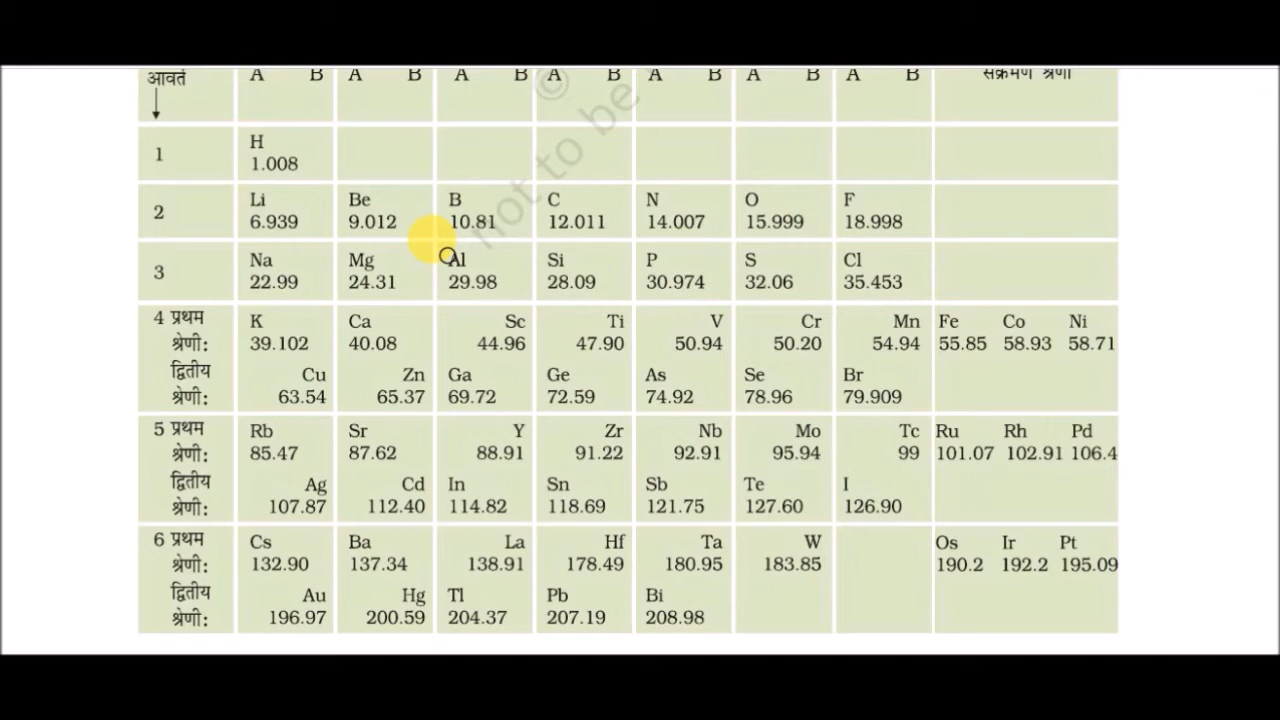 आवर्त A B A B A B A B A B A B A B संक्रमण श्रेणी
© not to be
H
1 1.008
Li Be B C N O F
2 6.939 9.012 10.81 12.011 14.007 15.999 18.998
Na Mg Al Si P S Cl
3 22.99 24.31 29.98 28.09 30.974 32.06 35.453
4 प्रथम K Ca Sc Ti V Cr Mn Fe Co Ni
श्रेणी: 39.102 40.08 44.96 47.90 50.94 50.20 54.94 55.85 58.93 58.71
द्वितीय Cu Zn Ga Ge As Se Br
श्रेणी: 63.54 65.37 69.72 72.59 74.92 78.96 79.909
5 प्रथम Rb Sr Y Zr Nb Mo Tc Ru Rh Pd
श्रेणी: 85.47 87.62 88.91 91.22 92.91 95.94 99 101.07 102.91 106.4
द्वितीय Ag Cd In Sn Sb Te I
श्रेणी: 107.87 112.40 114.82 118.69 121.75 127.60 126.90
6 प्रथम Cs Ba La Hf Ta W Os Ir Pt
श्रेणी: 132.90 137.34 138.91 178.49 180.95 183.85 190.2 192.2 195.09
द्वितीय Au Hg Tl Pb Bi
श्रेणी: 196.97 200.59 204.37 207.19 208.98